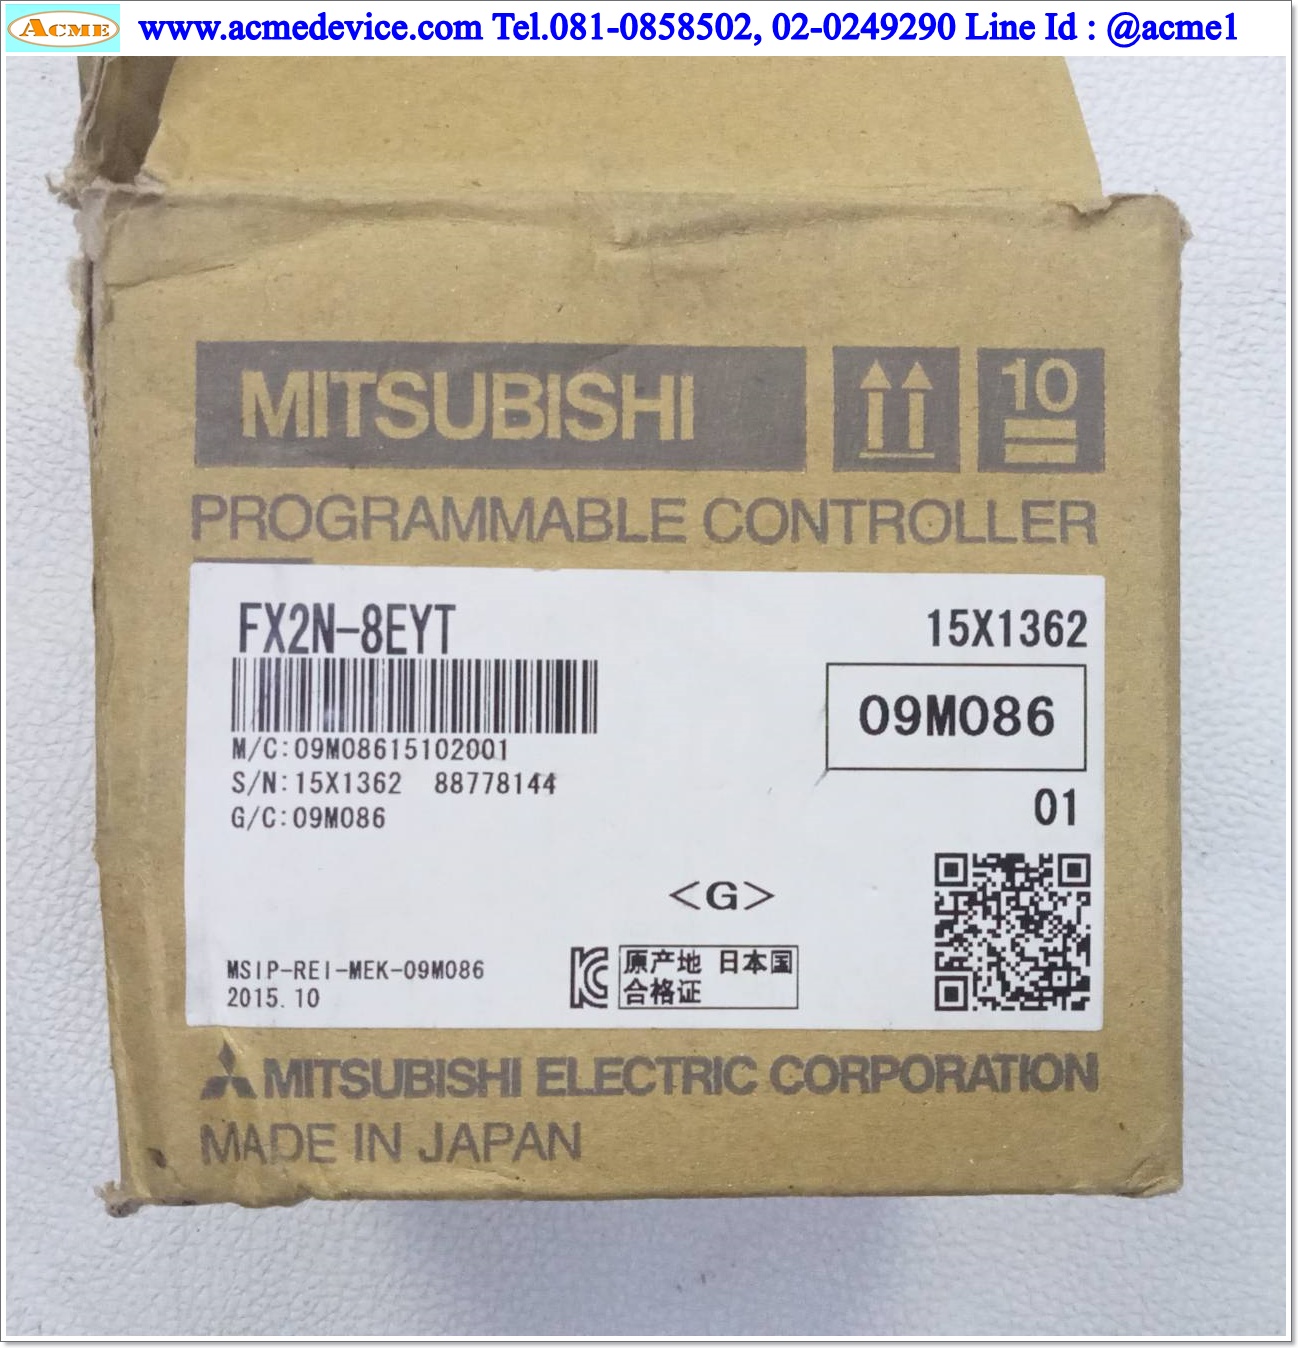 ACME
www.acmedevice.com Tel.081-0858502, 02-0249290 Line Id : @acme1
MITSUBISHI
10
PROGRAMMABLE CONTROLLER
FX2N-8EYT
15X1362
09M086
M/C:09M08615102001
S/N:15X1362 88778144
G/C:09M086
01
<G>
MSIP-REI-MEK-09M086
2015.10
原产地 日本国
合格证
MITSUBISHI ELECTRIC CORPORATION
MADE IN JAPAN